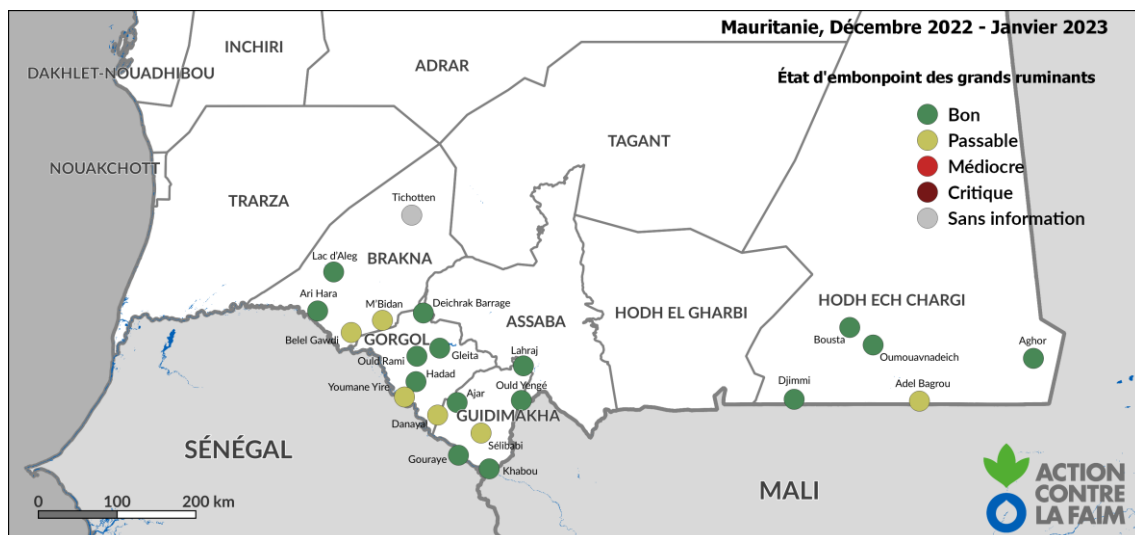 Mauritanie, Décembre 2022 - Janvier 2023
INCHIRI
DAKHLET-NOUADHIBOU
ADRAR
État d'embonpoint des grands ruminants
Bon
Passable
Médiocre
Critique
Sans information
TAGANT
NOUAKCHOTT
TRARZA
Tichotten
BRAKNA
Lac d'Aleg
Ari Hara
M'Bidan
Deichrak Barrage
ASSABA
HODH EL GHARBI
HODH ECH CHARGI
Belel Gawdi
GORGOL
Gleita
Ould Rami
Lahraj
Bousta
Oumouavnadeich
Aghor
Hadad
Youmane Yire
Ajar
Ould Yengé
Djimmi
Adel Bagrou
GUIDIMAKHA
Danayal
Sélibabi
SÉNÉGAL
Gouraye
Khabou
MALI
0 100 200 km
ACTION
CONTRE
LA FAIM